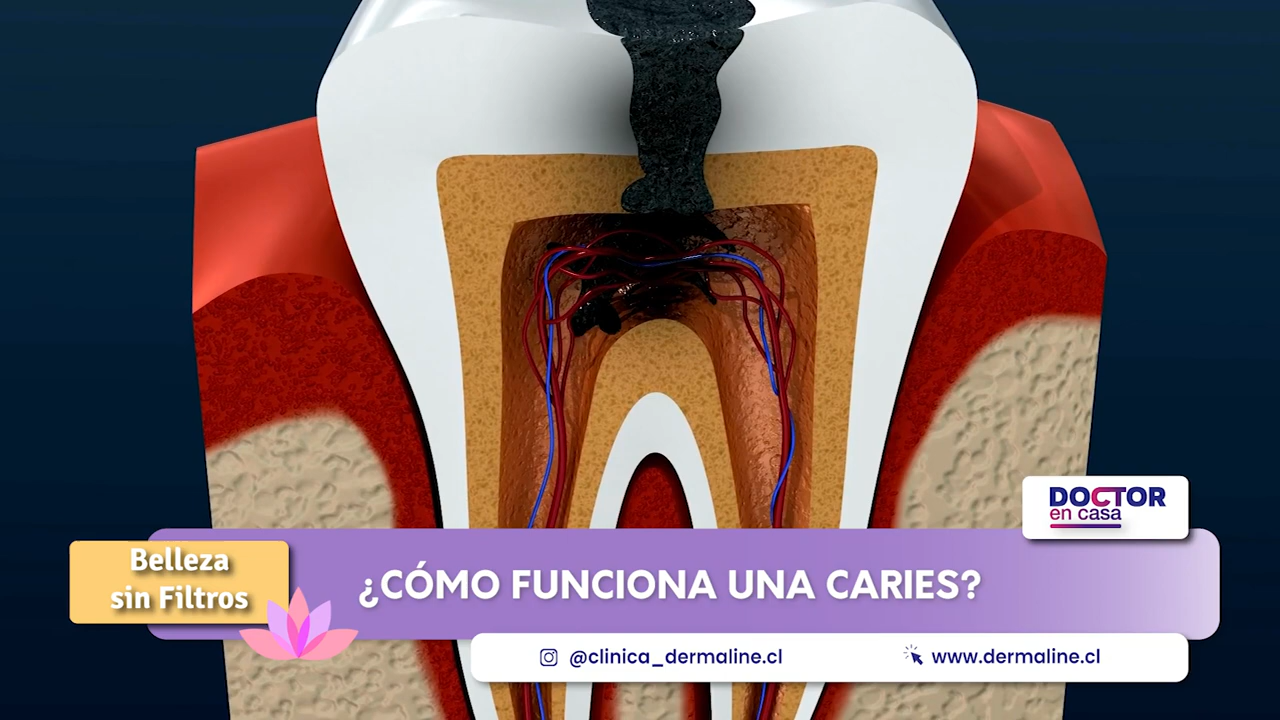 DOCTOR
en casa
Belleza
sin Filtros
¿CÓMO FUNCIONA UNA CARIES?
@clinica_dermaline.cl
www.dermaline.cl